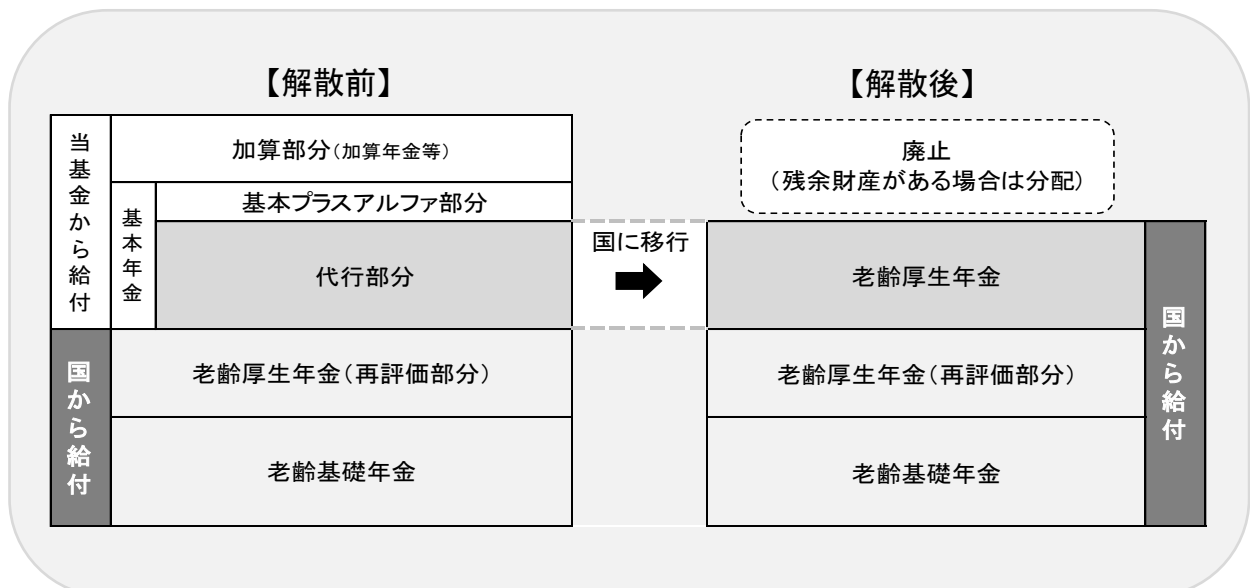 【解散前】
当基金から給付
加算部分（加算年金等）
基本年金
基本プラスアルファ部分
代行部分
国から給付
老齢厚生年金（再評価部分）
老齢基礎年金
国に移行
【解散後】
廃止
（残余財産がある場合は分配）
老齢厚生年金
老齢厚生年金（再評価部分）
老齢基礎年金
国から給付